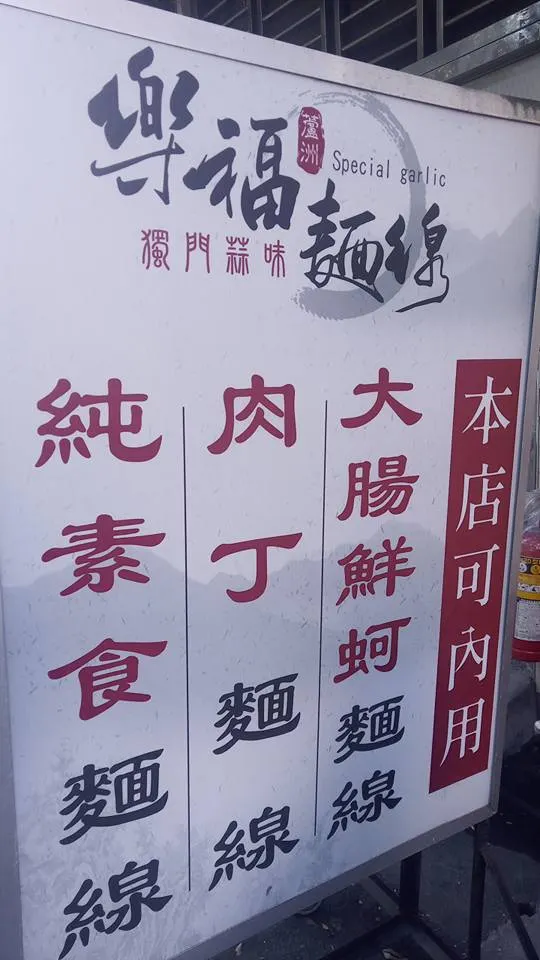 樂福麵線
蘆洲
Special garlic
獨門蒜味
本店可內用
大腸鮮蚵麵線
肉丁麵線
純素食麵線